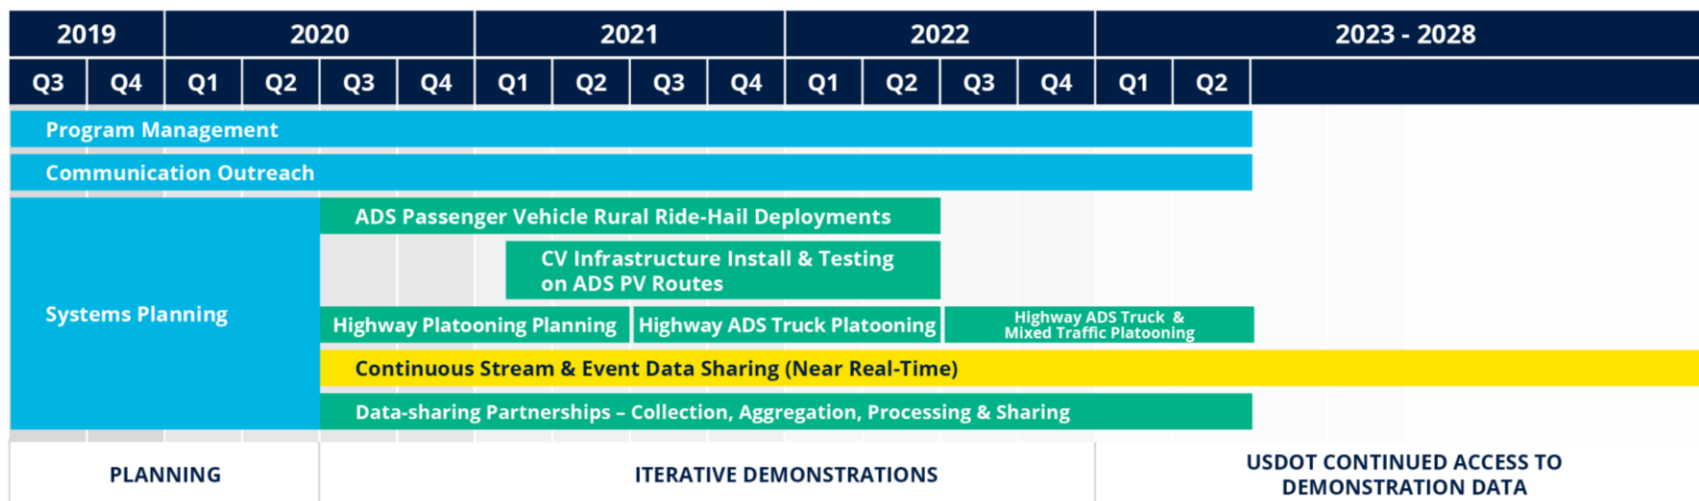 2019 2020 2021 2022 2023 - 2028
Q3 Q4 Q1 Q2 Q3 Q4 Q1 Q2 Q3 Q4 Q1 Q2 Q3 Q4 Q1 Q2
Program Management
Communication Outreach
Systems Planning
ADS Passenger Vehicle Rural Ride-Hail Deployments
CV Infrastructure Install & Testing
on ADS PV Routes
Highway Platooning Planning
Highway ADS Truck Platooning
Highway ADS Truck &
Mixed Traffic Platooning
Continuous Stream & Event Data Sharing (Near Real-Time)
Data-sharing Partnerships – Collection, Aggregation, Processing & Sharing
PLANNING
ITERATIVE DEMONSTRATIONS
USDOT CONTINUED ACCESS TO
DEMONSTRATION DATA